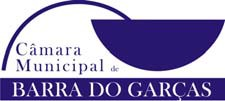 Câmara
Municipal de
BARRA DO GARÇAS